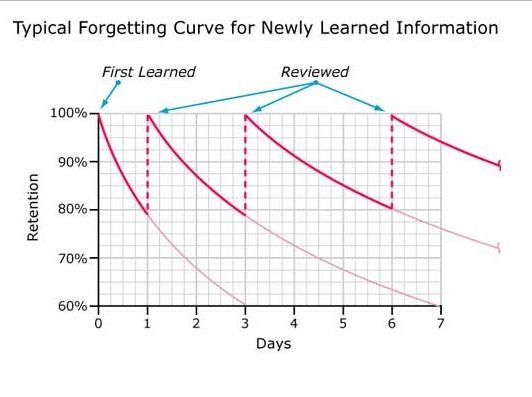 Typical Forgetting Curve for Newly Learned Information
First Learned
Reviewed
100%
90%
80%
70%
60%
Retention
0 1 2 3 4 5 6 7
Days